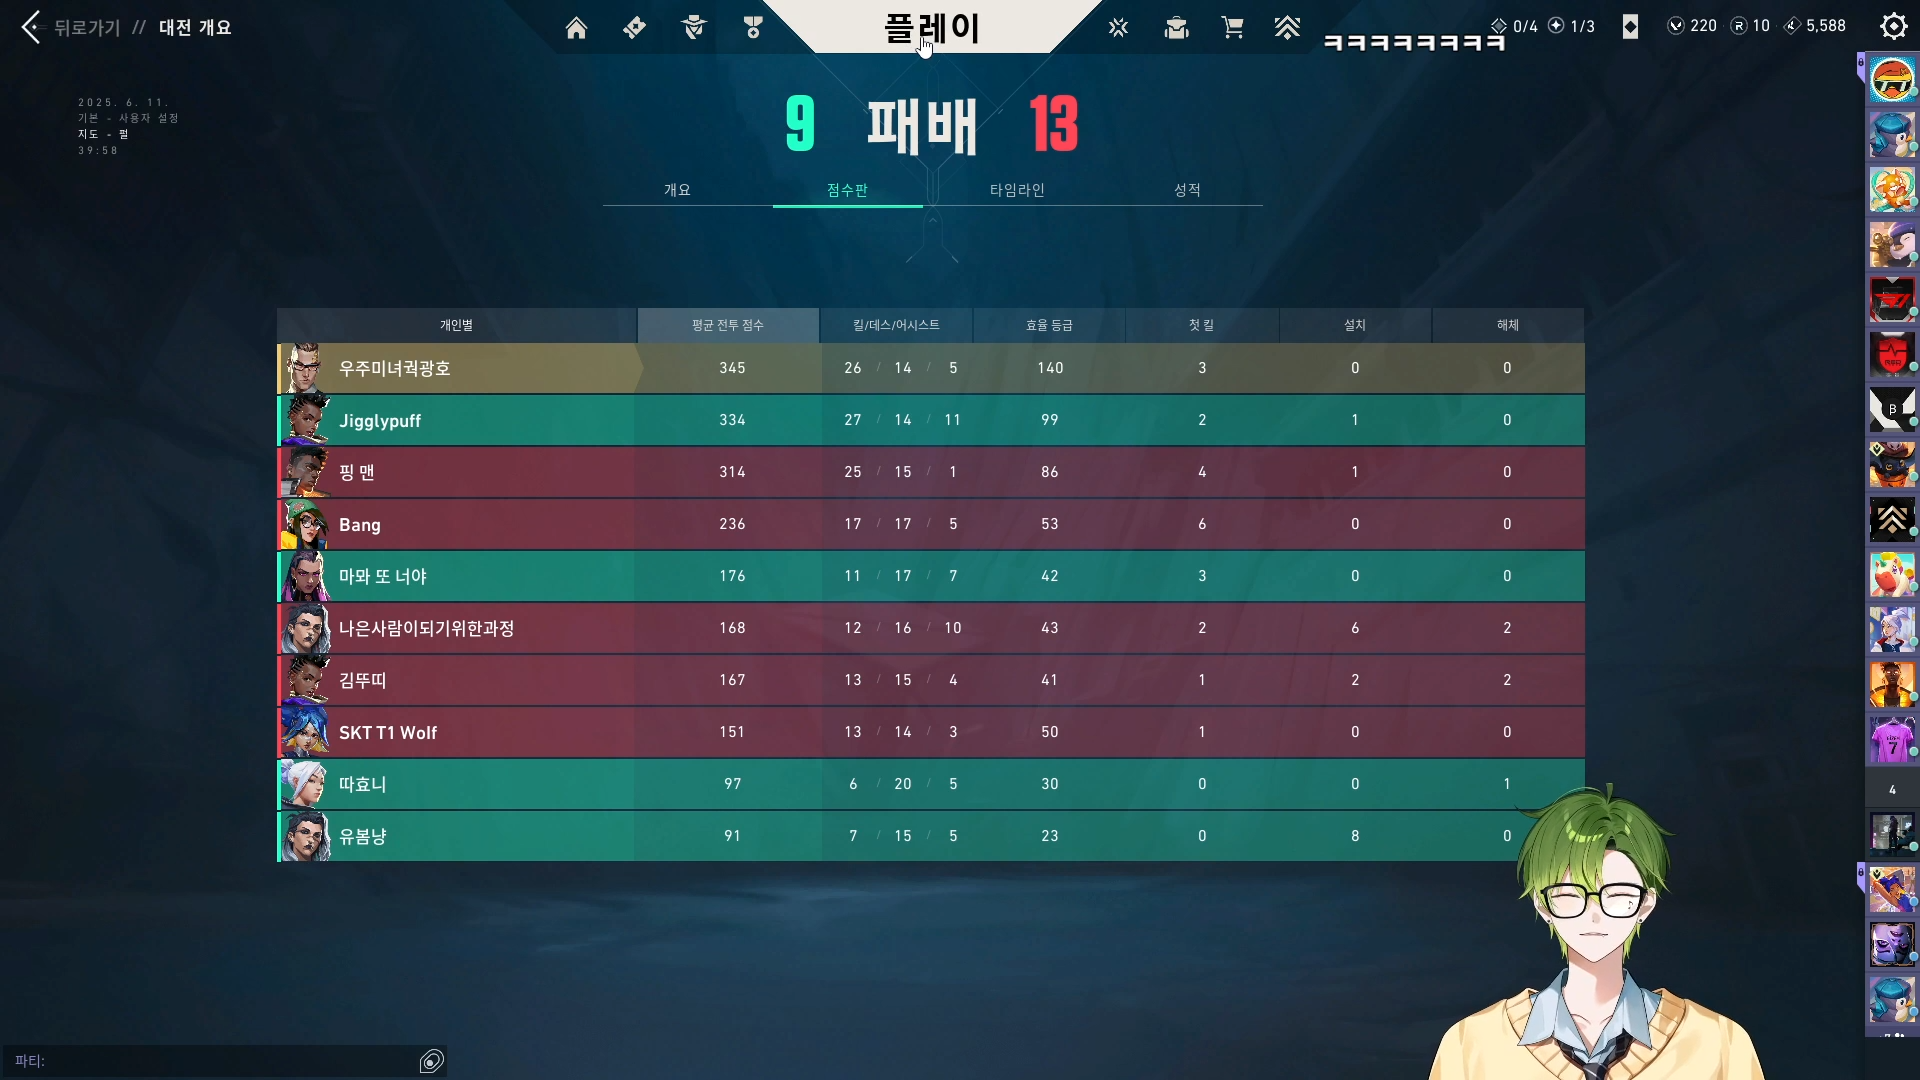 뒤로가기 // 대전 개요
플레이
ㅋㅋㅋㅋㅋㅋㅋㅋ
0/4 1/3 220 10 5,588
2025. 6. 11.
기본 - 사용자 설정
지도 - 펄
39:58
9 패배 13
개요 점수판 타임라인 성적
개인별 평균 전투 점수 킬/데스/어시스트 효율 등급 첫 킬 설치 해체
우주미녀궉광호 345 26 / 14 / 5 140 3 0 0
Jigglypuff 334 27 / 14 / 11 99 2 1 0
핑 맨 314 25 / 15 / 1 86 4 1 0
Bang 236 17 / 17 / 5 53 6 0 0
마꽈 또 너야 176 11 / 17 / 7 42 3 0 0
나은사람이되기위한과정 168 12 / 16 / 10 43 2 6 2
김뚜띠 167 13 / 15 / 4 41 1 2 2
SKT T1 Wolf 151 13 / 14 / 3 50 1 0 0
따효니 97 6 / 20 / 5 30 0 0 1
유봄냥 91 7 / 15 / 5 23 0 8 0
B
7
4
파티: